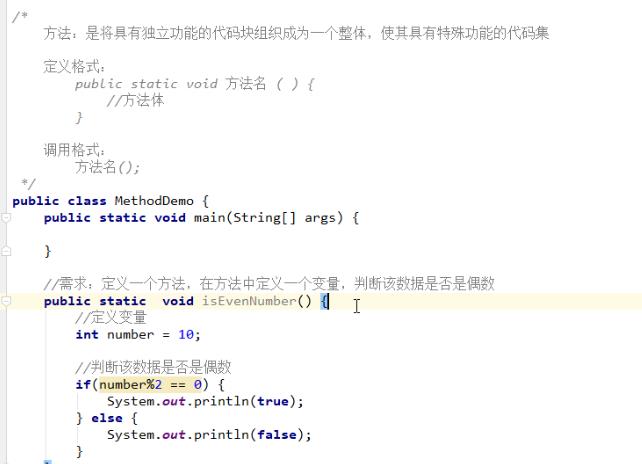 /*
方法：是将具有独立功能的代码块组织成为一个整体，使其具有特殊功能的代码集
定义格式：
public static void 方法名 ( ) {
//方法体
}
调用格式：
方法名();
*/
public class MethodDemo {
public static void main(String[] args) {
}
//需求：定义一个方法，在方法中定义一个变量，判断该数据是否是偶数
public static  void isEvenNumber() {
//定义变量
int number = 10;
//判断该数据是否是偶数
if(number%2 == 0) {
System.out.println(true);
} else {
System.out.println(false);
}